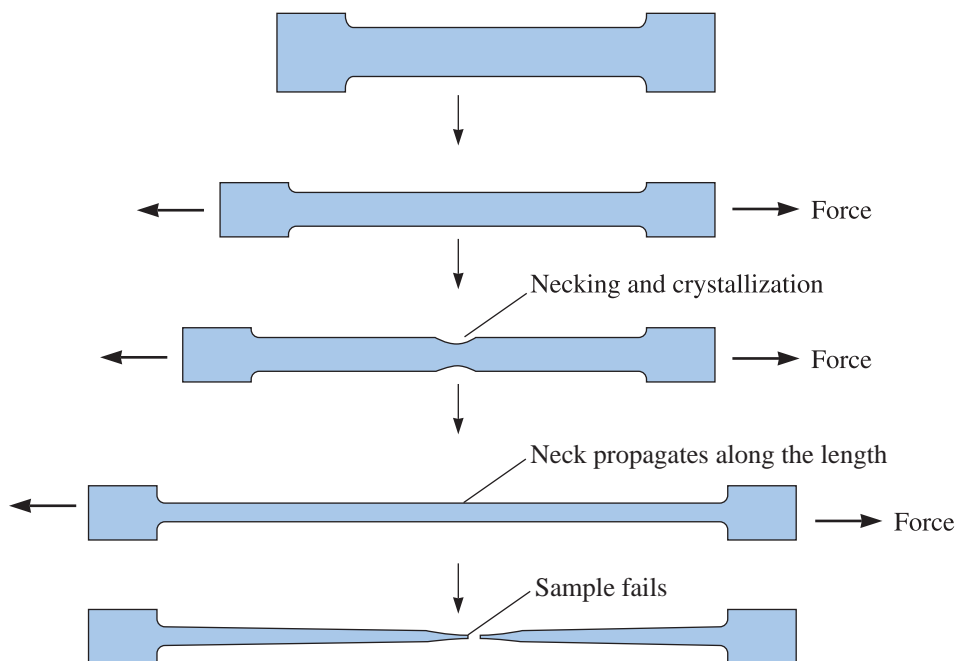 Force
Necking and crystallization
Force
Neck propagates along the length
Force
Sample fails